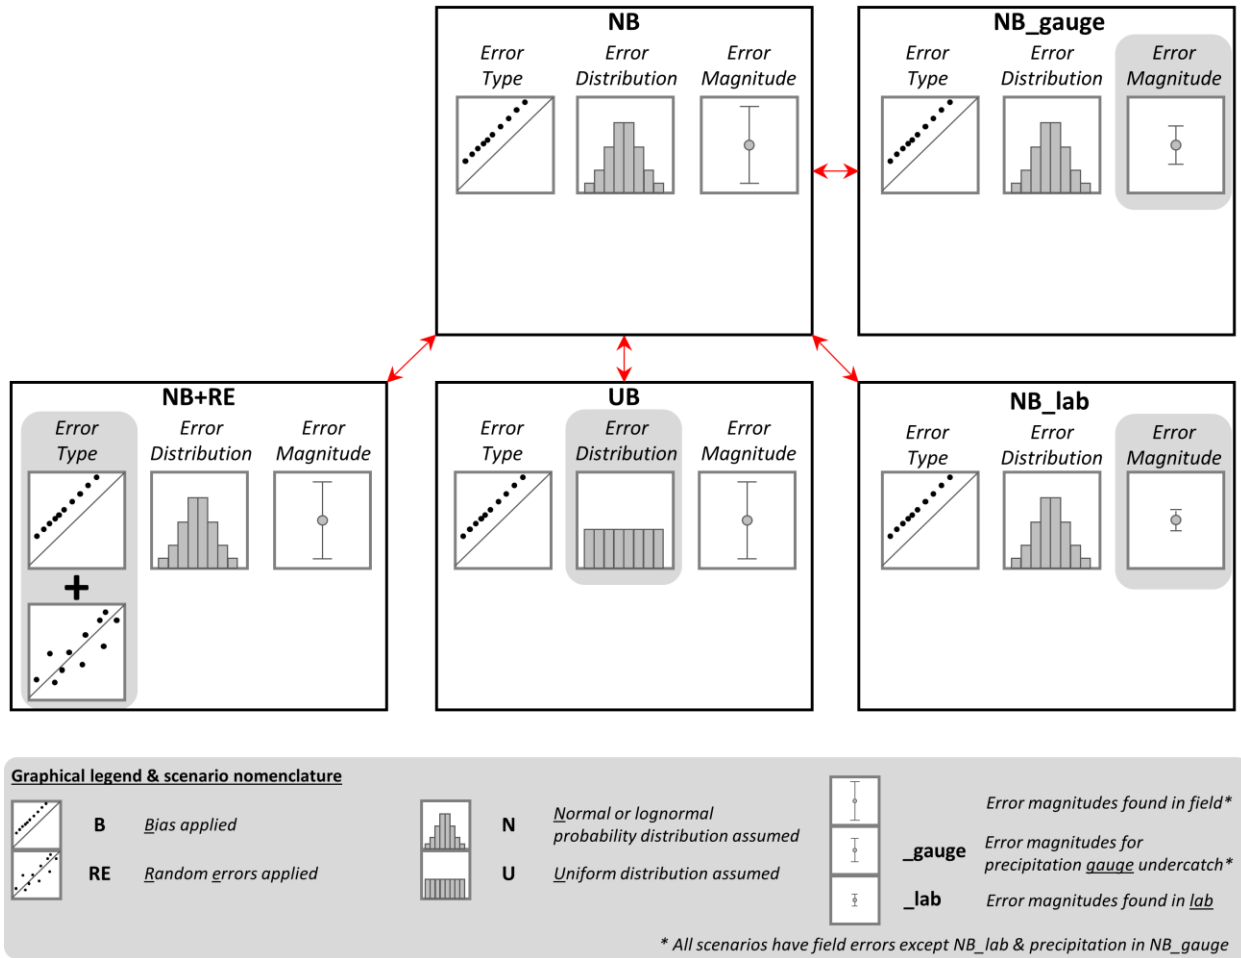 NB
Error
Type
Error
Distribution
Error
Magnitude
NB_gauge
Error
Type
Error
Distribution
Error
Magnitude
NB+RE
Error
Type
Error
Distribution
Error
Magnitude
+
UB
Error
Type
Error
Distribution
Error
Magnitude
NB_lab
Error
Type
Error
Distribution
Error
Magnitude
Graphical legend & scenario nomenclature
B Bias applied
RE Random errors applied
N Normal or lognormal
probability distribution assumed
U Uniform distribution assumed
Error magnitudes found in field*
_gauge Error magnitudes for
precipitation gauge undercatch*
_lab Error magnitudes found in lab
* All scenarios have field errors except NB_lab & precipitation in NB_gauge